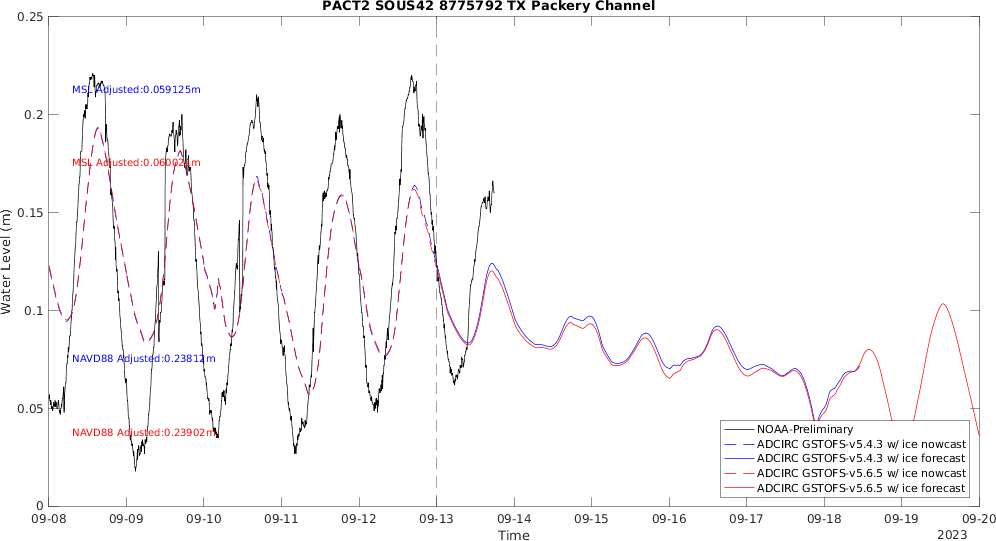 PACT2 SOUS42 8775792 TX Packery Channel
0.25
0.2
0.15
0.1
0.05
0
Water Level (m)
MSL Adjusted:0.059125m
MSL Adjusted:0.060021m
NAVD88 Adjusted:0.23812m
NAVD88 Adjusted:0.23902m
NOAA-Preliminary
ADCIRC GSTOFS-v5.4.3 w/ ice nowcast
ADCIRC GSTOFS-v5.4.3 w/ ice forecast
ADCIRC GSTOFS-v5.6.5 w/ ice nowcast
ADCIRC GSTOFS-v5.6.5 w/ ice forecast
09-08 09-09 09-10 09-11 09-12 09-13 09-14 09-15 09-16 09-17 09-18 09-19 09-20
Time
2023